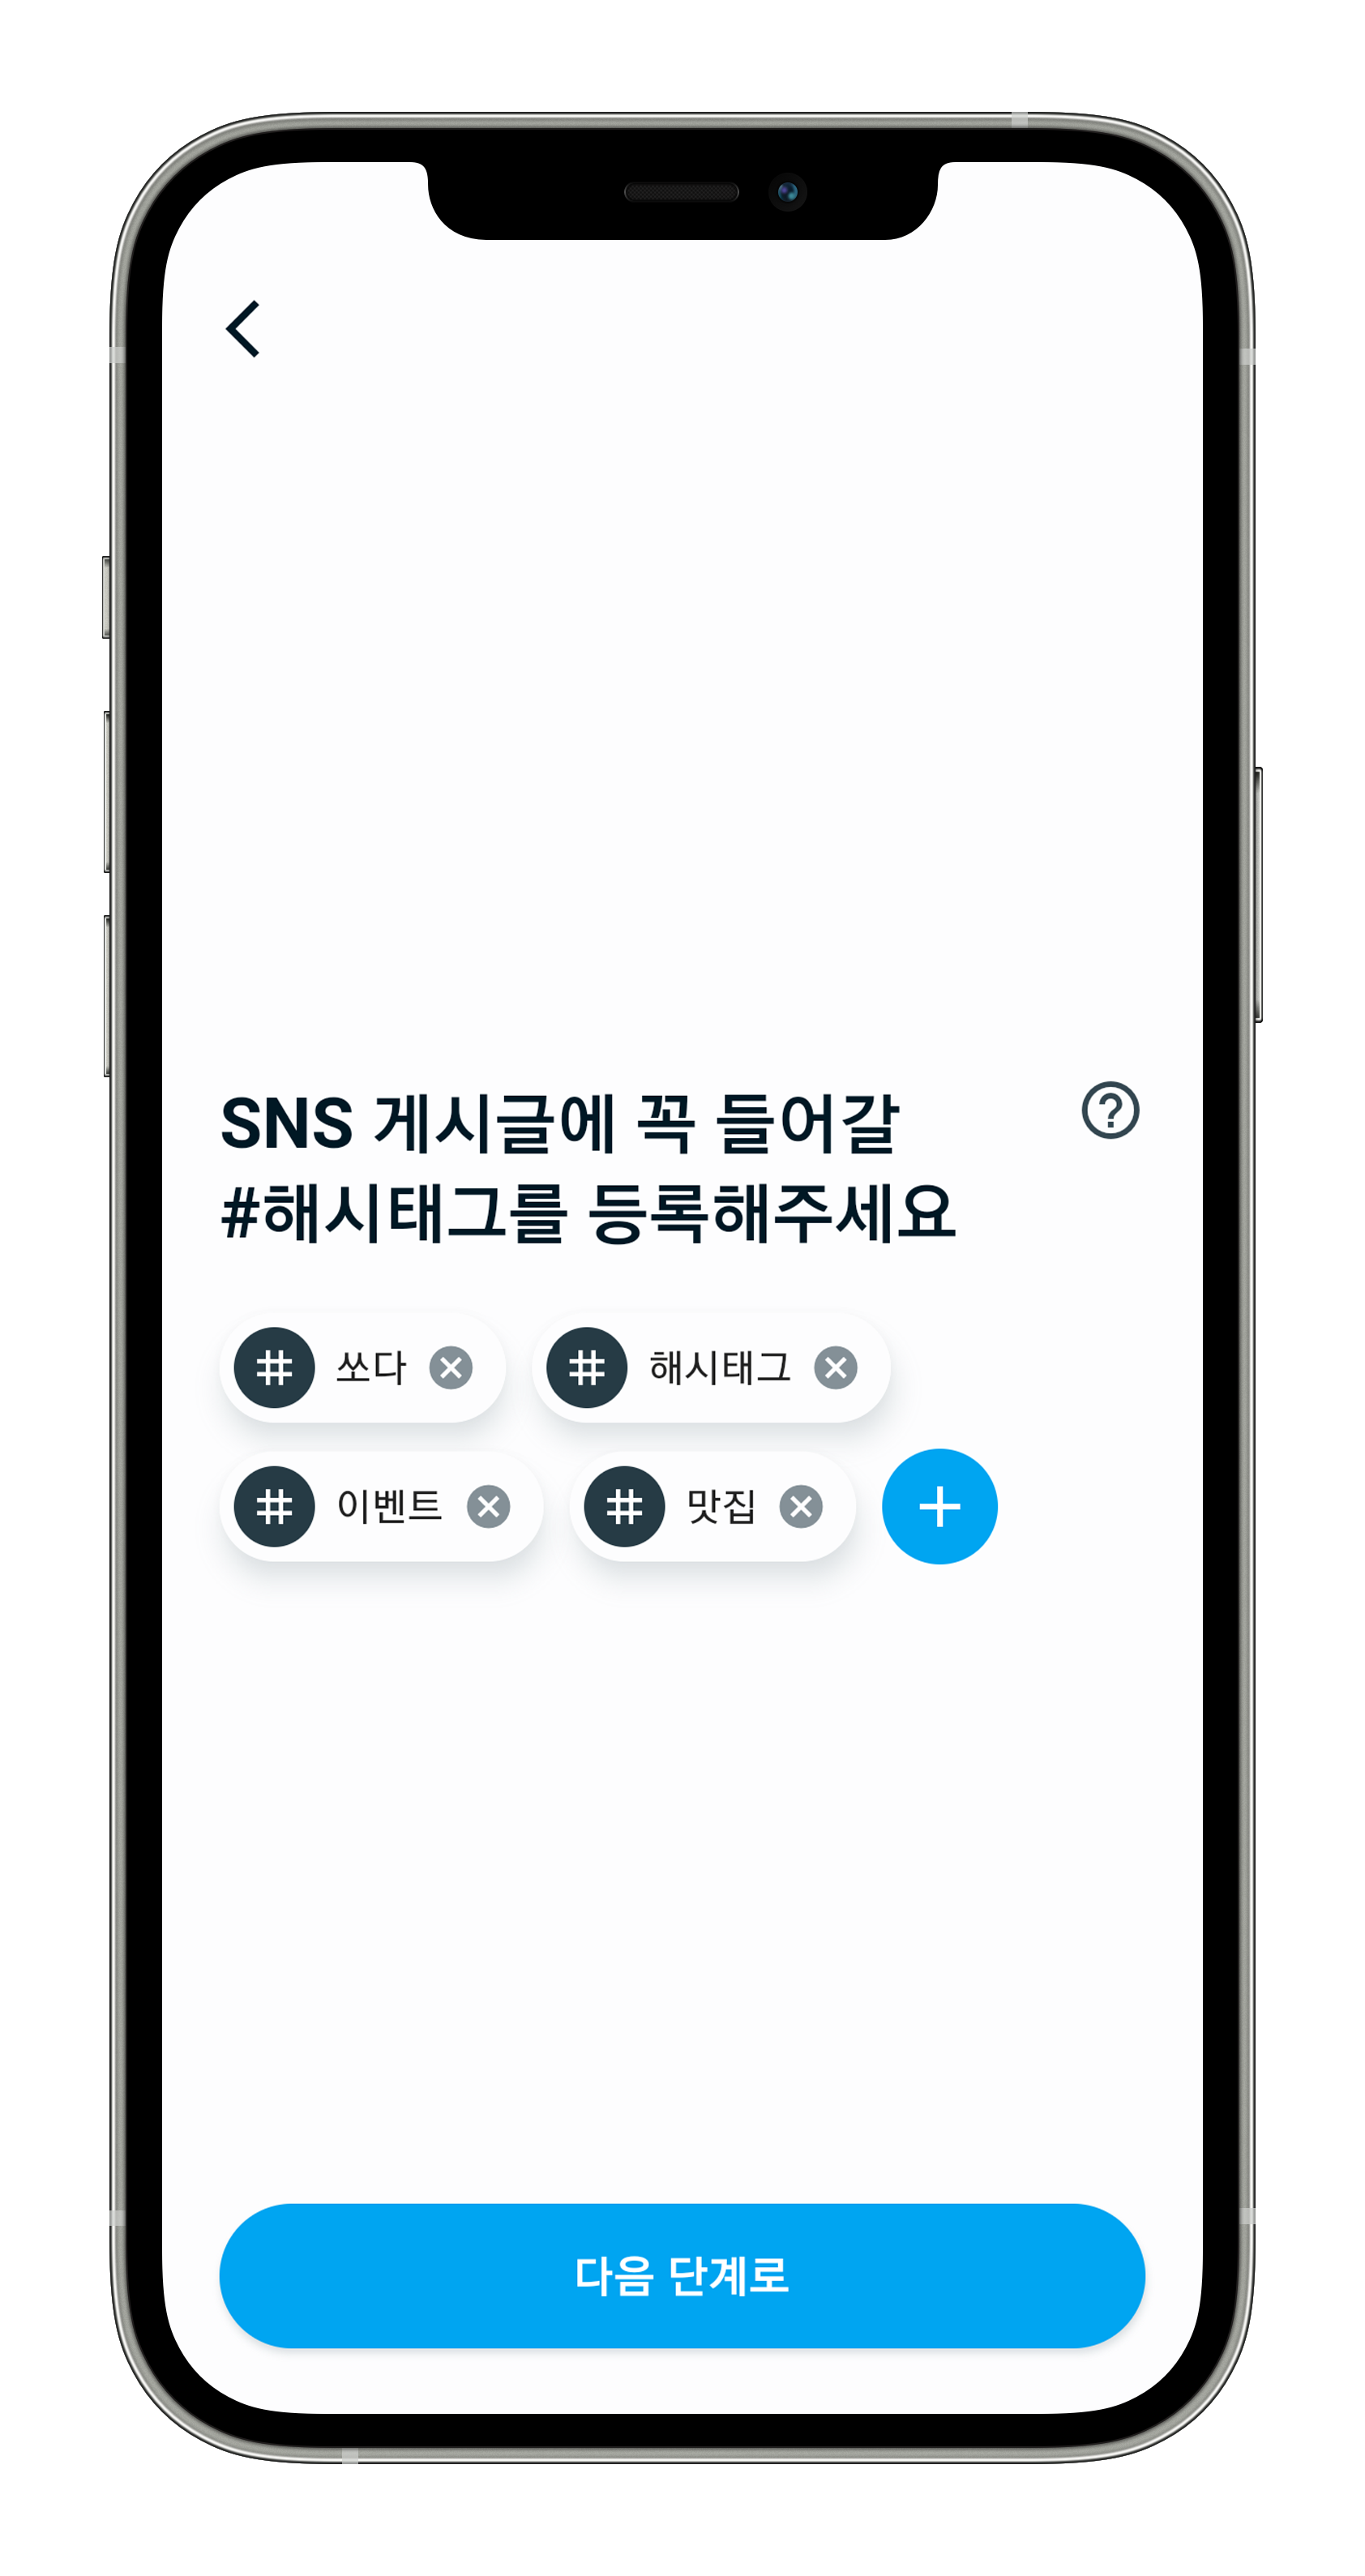 SNS 게시글에 꼭 들어갈
#해시태그를 등록해주세요
# 쏘다
# 해시태그
# 이벤트
# 맛집
다음 단계로